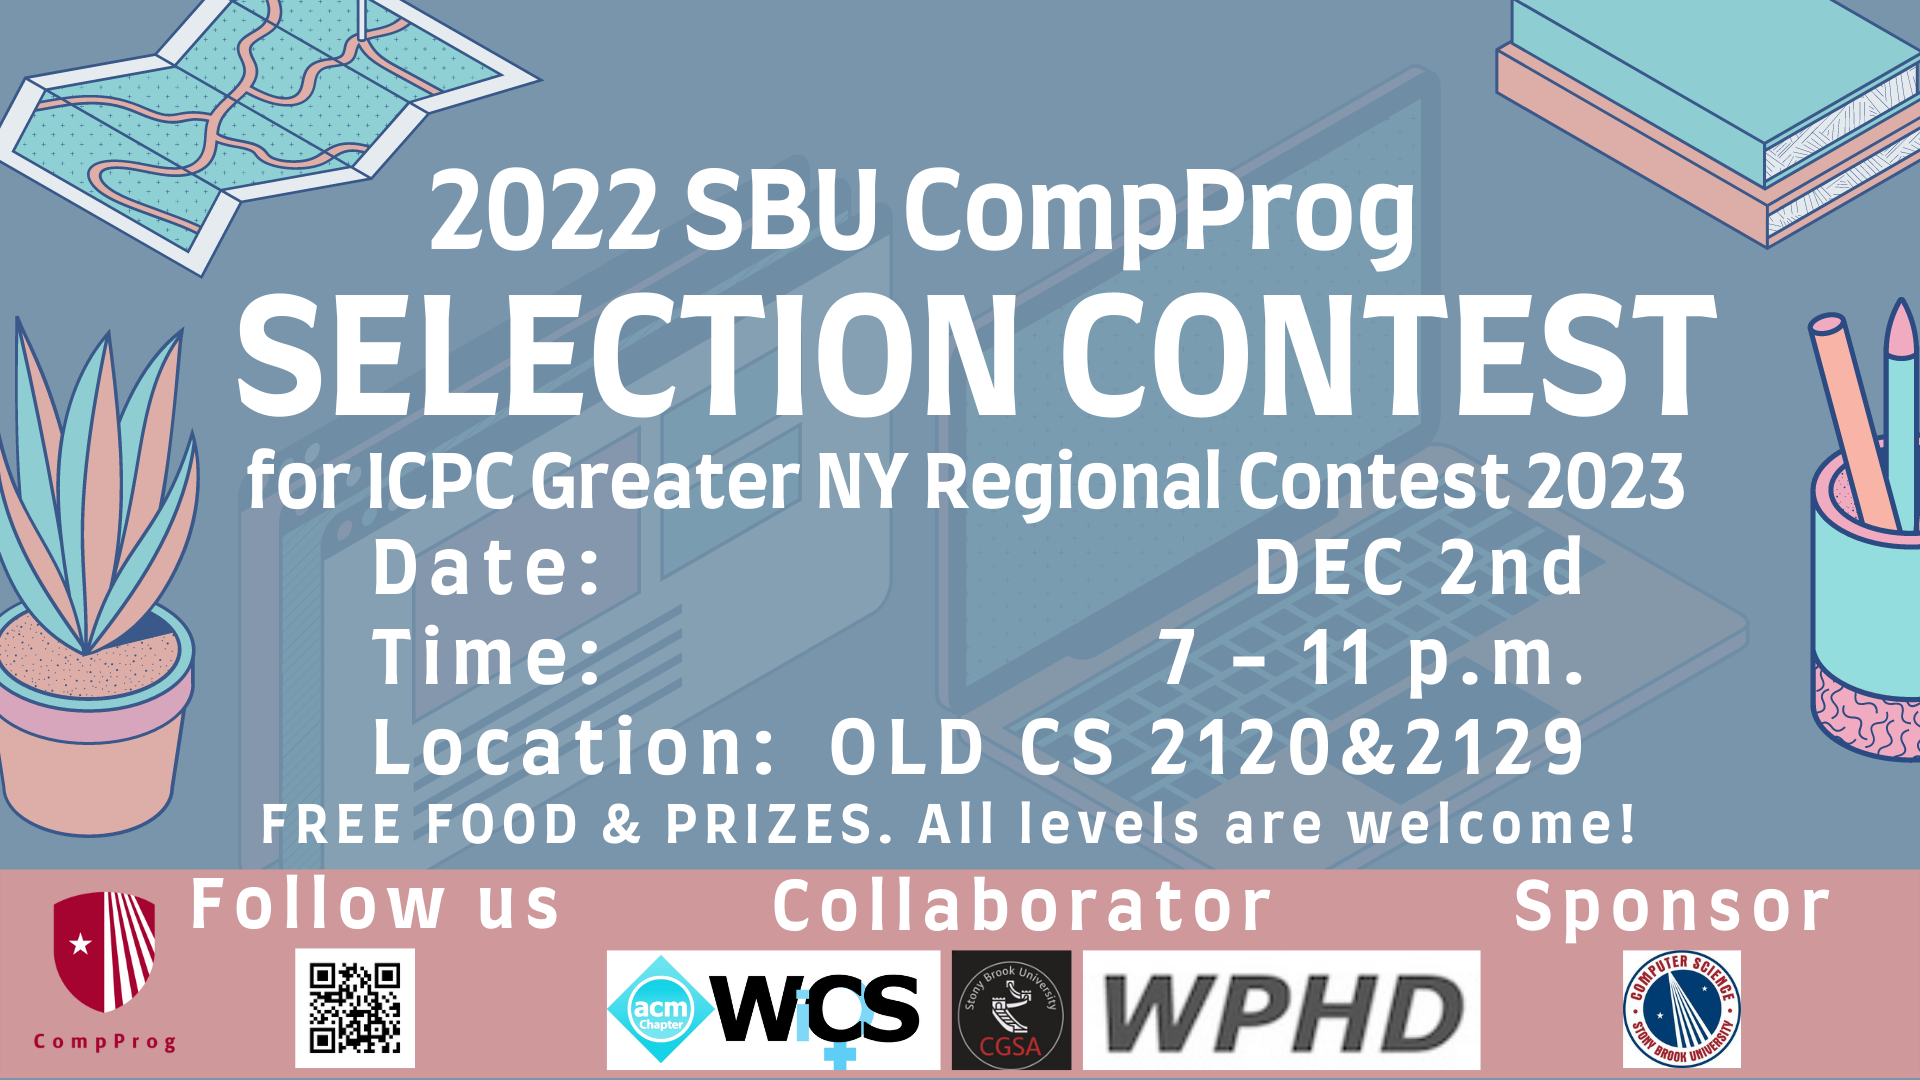 2022 SBU CompProg
SELECTION CONTEST
for ICPC Greater NY Regional Contest 2023
Date: DEC 2nd
Time: 7 – 11 p.m.
Location: OLD CS 2120&2129
FREE FOOD & PRIZES. All levels are welcome!
Follow us
Collaborator
Sponsor
CompProg
acm
Chapter
WiCS
Stony Brook University
CGSA
WPHD
COMPUTER SCIENCE
STONY BROOK UNIVERSITY